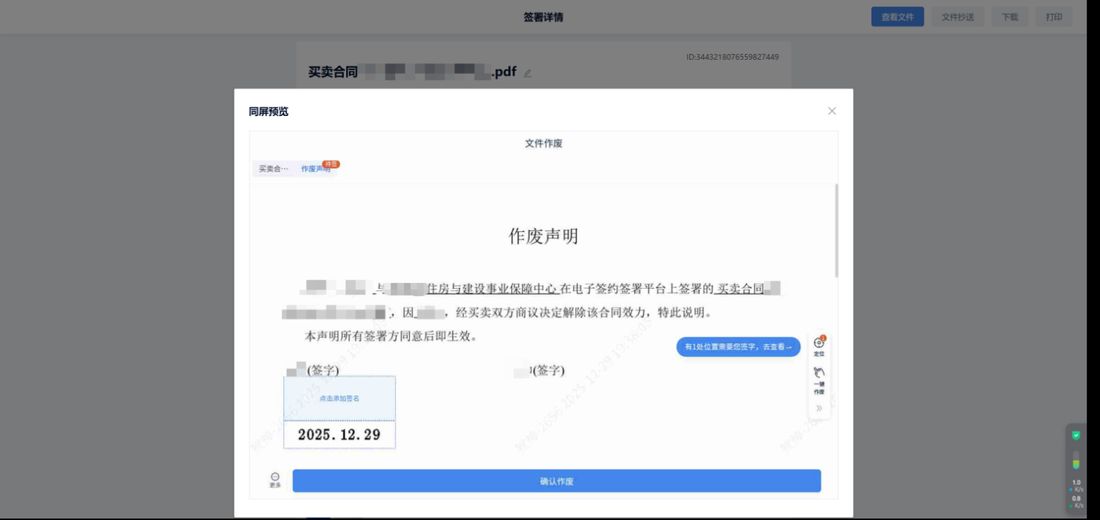 签署详情
查看文件
文件抄送
下载
打印
ID:3443218076559827449
买卖合同 .pdf
同屏预览
文件作废
买卖合···
作废声明
待签
作废声明
与 住房与建设事业保障中心 在电子签约签署平台上签署的 买卖合同
,因 ，经买卖双方商议决定解除该合同效力，特此说明。
本声明所有签署方同意后即生效。
有1处位置需要您签字，去查看→
1
定位
一键
作废
(签字)
(签字)
点击添加签名
2025.12.29
更多
确认作废
1.0
K/s
0.8
K/s